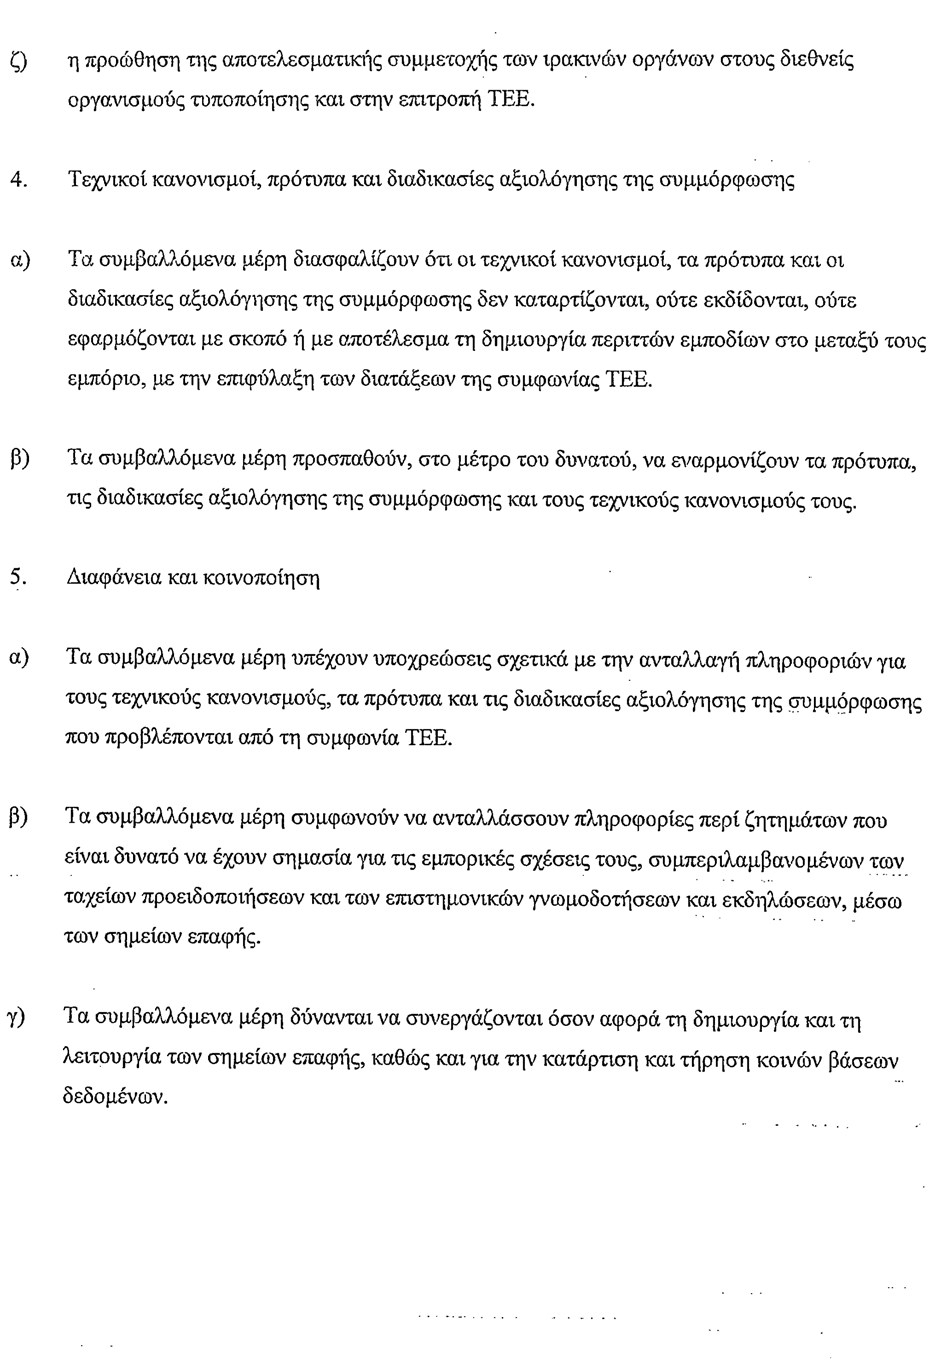 ζ) η προώθηση της αποτελεσματικής συμμετοχής των ιρακινών οργάνων στους διεθνείς
οργανισμούς τυποποίησης και στην επιτροπή ΤΕΕ.
4. Τεχνικοί κανονισμοί, πρότυπα και διαδικασίες αξιολόγησης της συμμόρφωσης
α) Τα συμβαλλόμενα μέρη διασφαλίζουν ότι οι τεχνικοί κανονισμοί, τα πρότυπα και οι
διαδικασίες αξιολόγησης της συμμόρφωσης δεν καταρτίζονται, ούτε εκδίδονται, ούτε
εφαρμόζονται με σκοπό ή με αποτέλεσμα τη δημιουργία περιττών εμποδίων στο μεταξύ τους
εμπόριο, με την επιφύλαξη των διατάξεων της συμφωνίας ΤΕΕ.
β) Τα συμβαλλόμενα μέρη προσπαθούν, στο μέτρο του δυνατού, να εναρμονίζουν τα πρότυπα,
τις διαδικασίες αξιολόγησης της συμμόρφωσης και τους τεχνικούς κανονισμούς τους.
5. Διαφάνεια και κοινοποίηση
α) Τα συμβαλλόμενα μέρη υπέχουν υποχρεώσεις σχετικά με την ανταλλαγή πληροφοριών για
τους τεχνικούς κανονισμούς, τα πρότυπα και τις διαδικασίες αξιολόγησης της συμμόρφωσης
που προβλέπονται από τη συμφωνία ΤΕΕ.
β) Τα συμβαλλόμενα μέρη συμφωνούν να ανταλλάσσουν πληροφορίες περί ζητημάτων που
είναι δυνατό να έχουν σημασία για τις εμπορικές σχέσεις τους, συμπεριλαμβανομένων των
ταχείων προειδοποιήσεων και των επιστημονικών γνωμοδοτήσεων και εκδηλώσεων, μέσω
των σημείων επαφής.
γ) Τα συμβαλλόμενα μέρη δύνανται να συνεργάζονται όσον αφορά τη δημιουργία και τη
λειτουργία των σημείων επαφής, καθώς και για την κατάρτιση και τήρηση κοινών βάσεων
δεδομένων.